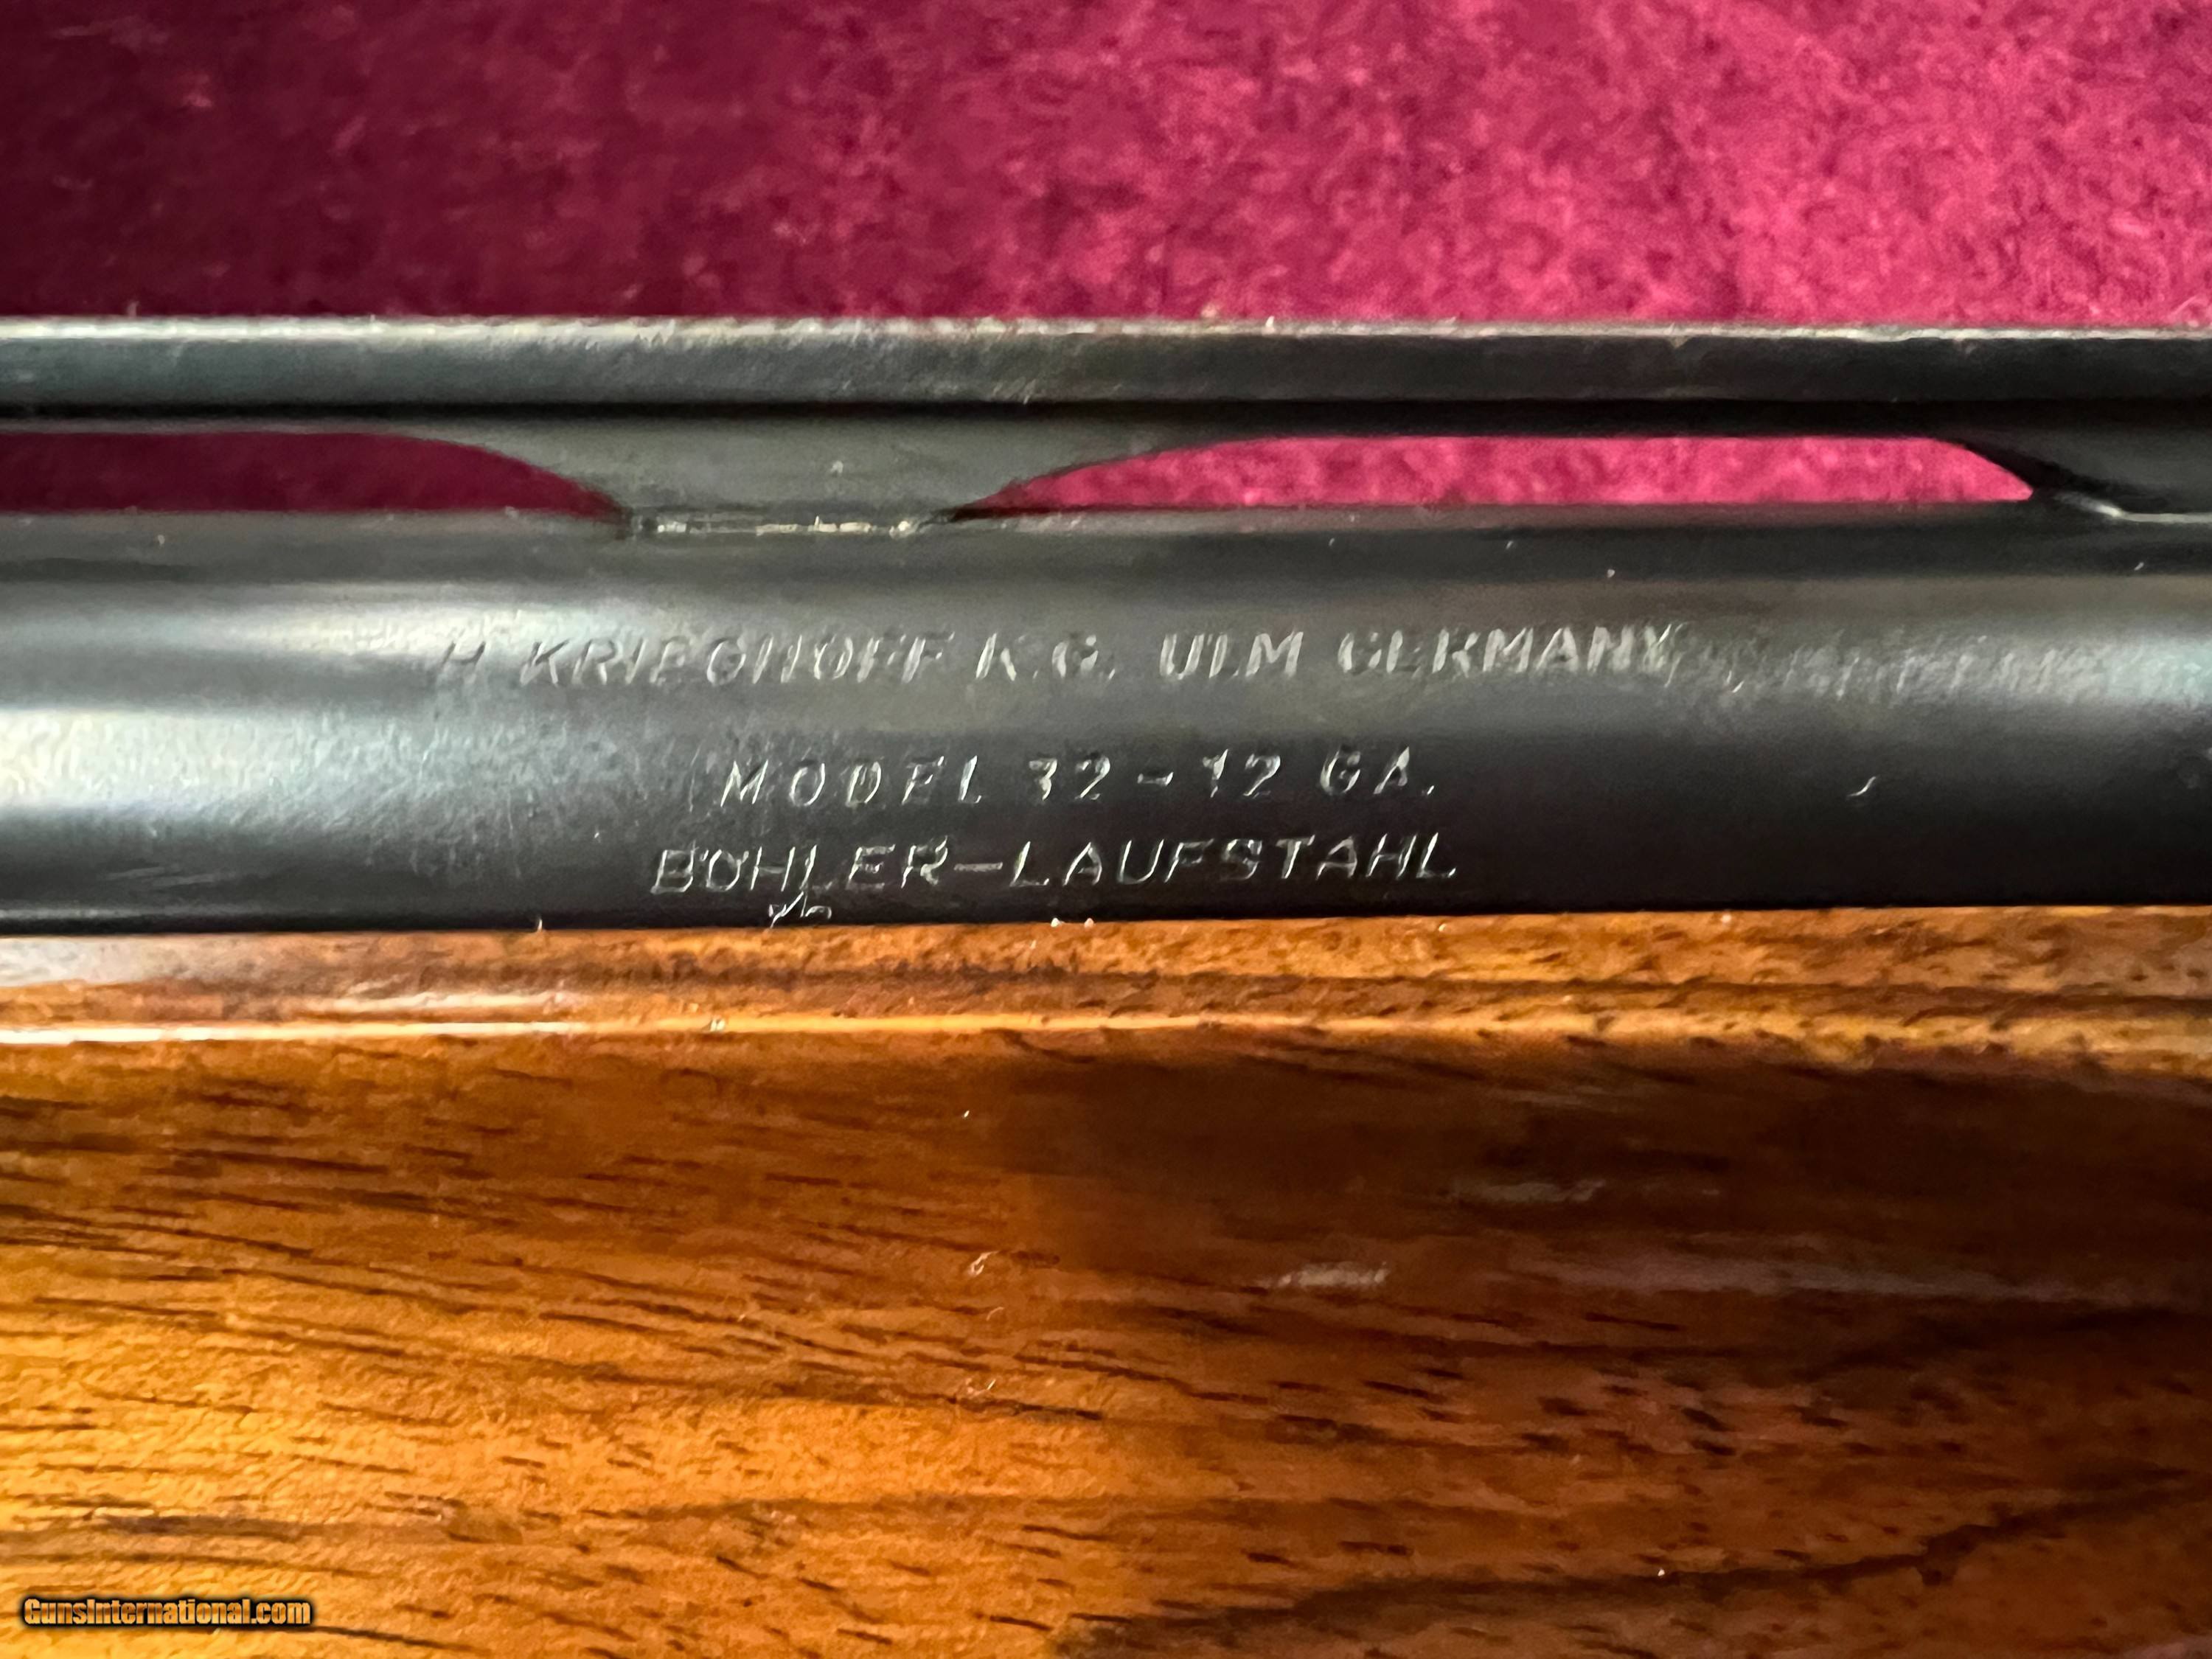 H KRIEGHOFF K.G. ULM GERMANY
MODEL 32-12 GA.
BÖHLER-LAUFSTAHL
GunsInternational.com